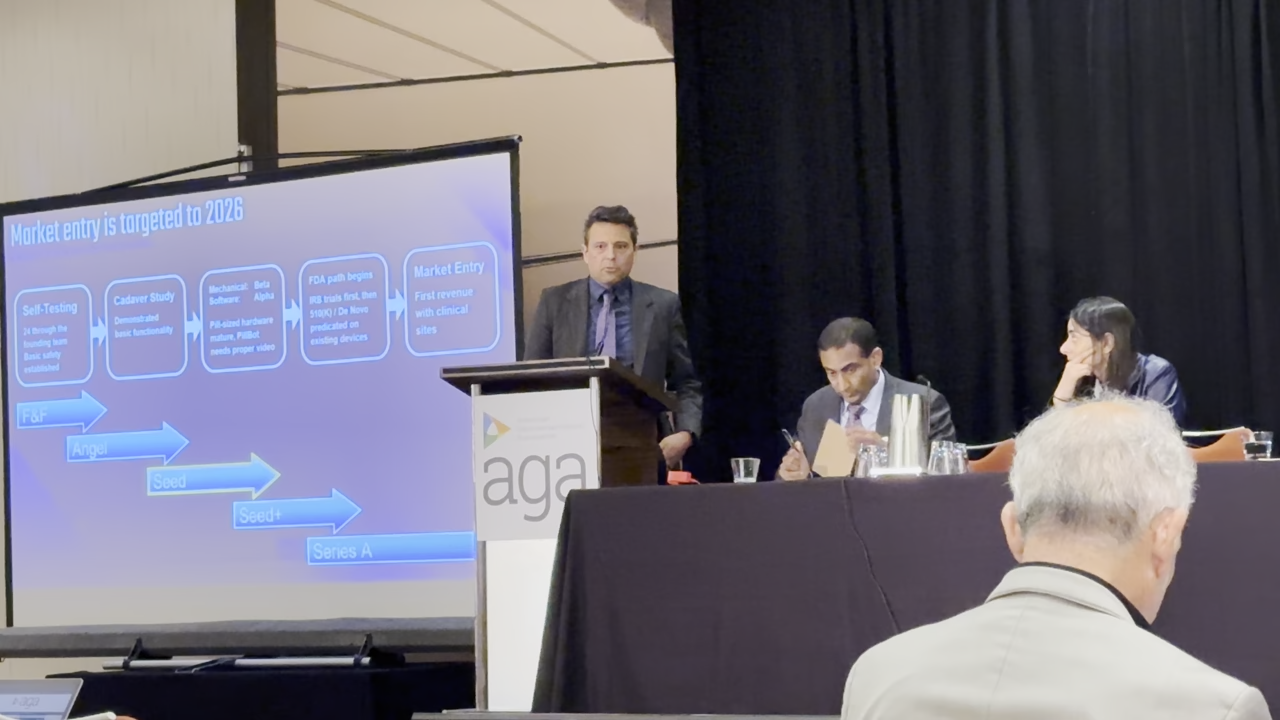 Market entry is targeted to 2026
Self-Testing
24 through the
founding team
Basic safety
established
Cadaver Study
Demonstrated
basic functionality
Mechanical: Beta
Software: Alpha
Pill-sized hardware
mature, PillBot
needs proper video
FDA path begins
IRB trials first, then
510(K) / De Novo
predicated on
existing devices
Market Entry
First revenue
with clinical
sites
F&F
Angel
Seed
Seed+
Series A
aga
aga